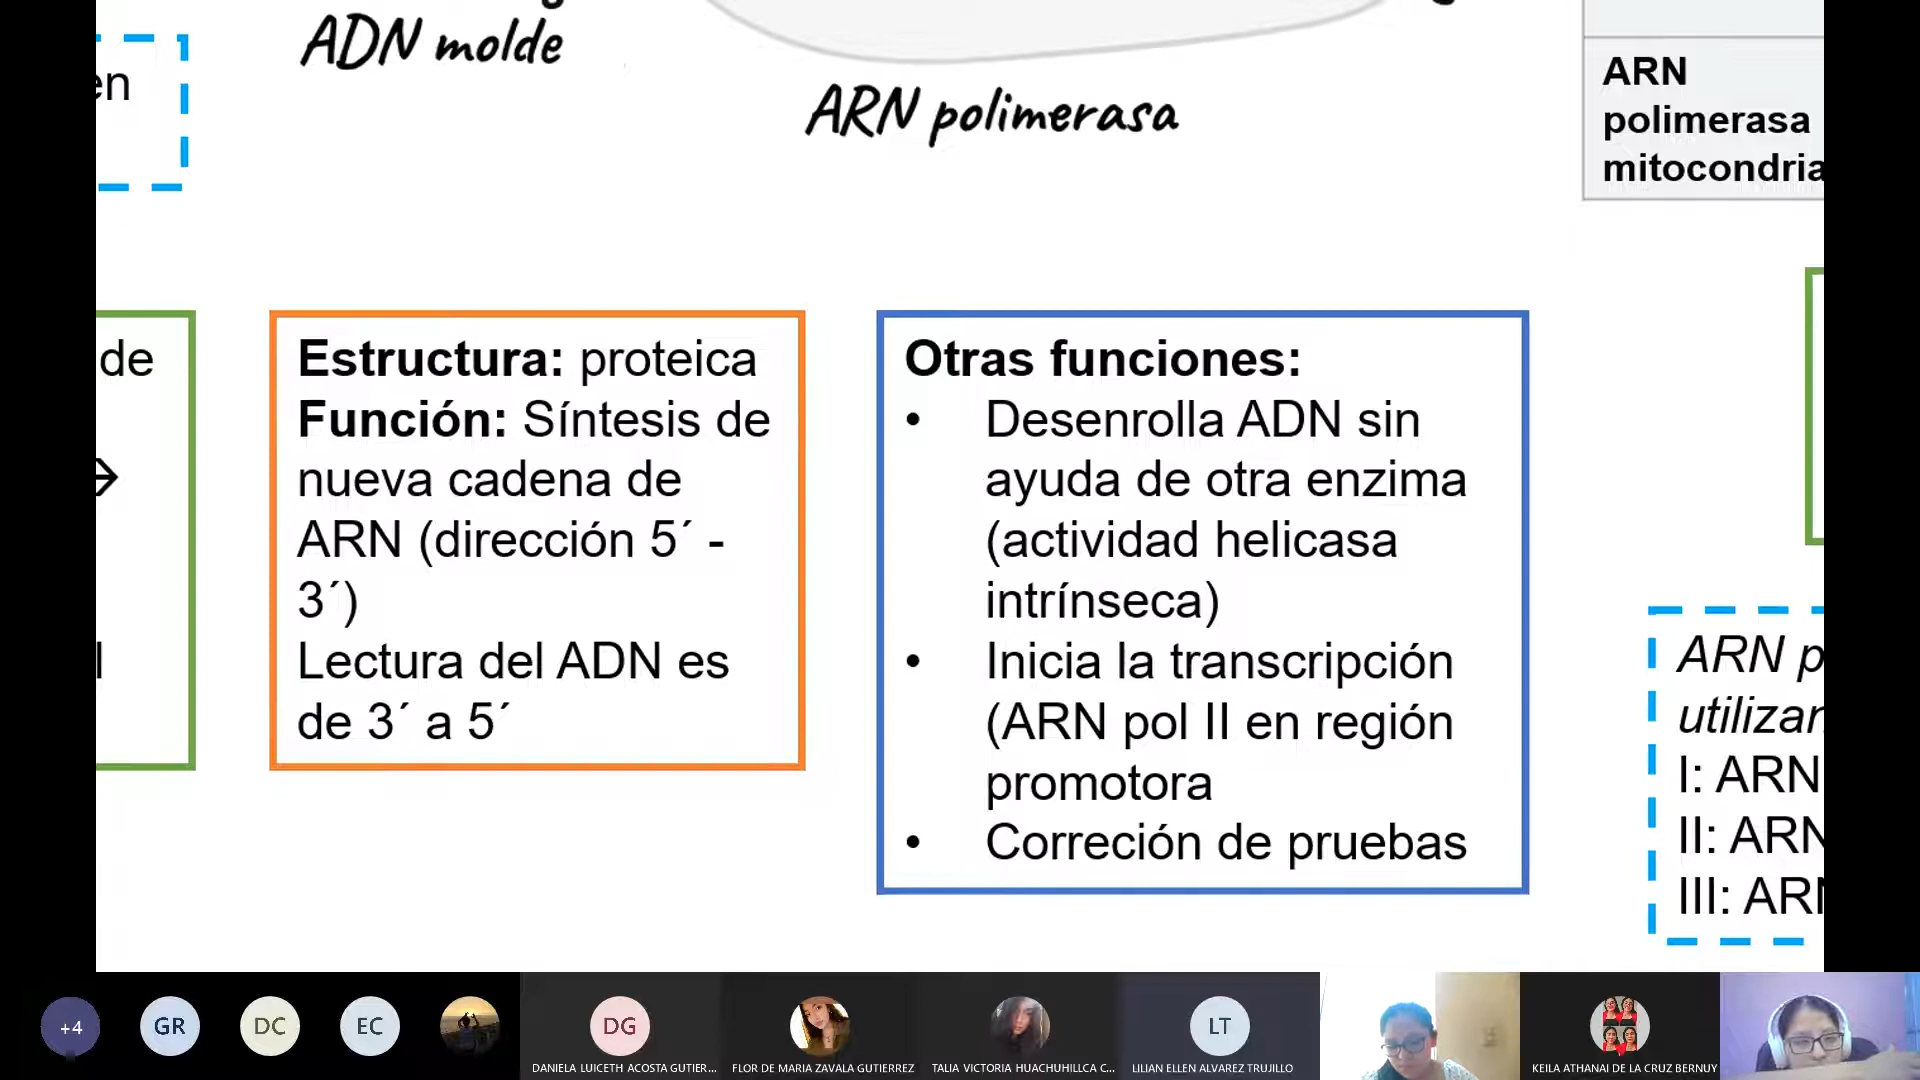 en
ADN molde
ARN polimerasa
ARN
polimerasa
mitocondria
de
l
Estructura: proteica
Función: Síntesis de
nueva cadena de
ARN (dirección 5´ -
3´)
Lectura del ADN es
de 3´ a 5´
Otras funciones:
• Desenrolla ADN sin
ayuda de otra enzima
(actividad helicasa
intrínseca)
• Inicia la transcripción
(ARN pol II en región
promotora
• Correción de pruebas
ARN p
utilizan
I: ARN
II: ARN
III: ARN
+4
GR
DC
EC
DG
LT
DANIELA LUICETH ACOSTA GUTIER...
FLOR DE MARIA ZAVALA GUTIERREZ
TALIA VICTORIA HUACHUHILLCA C...
LILIAN ELLEN ALVAREZ TRUJILLO
KEILA ATHANAI DE LA CRUZ BERNUY